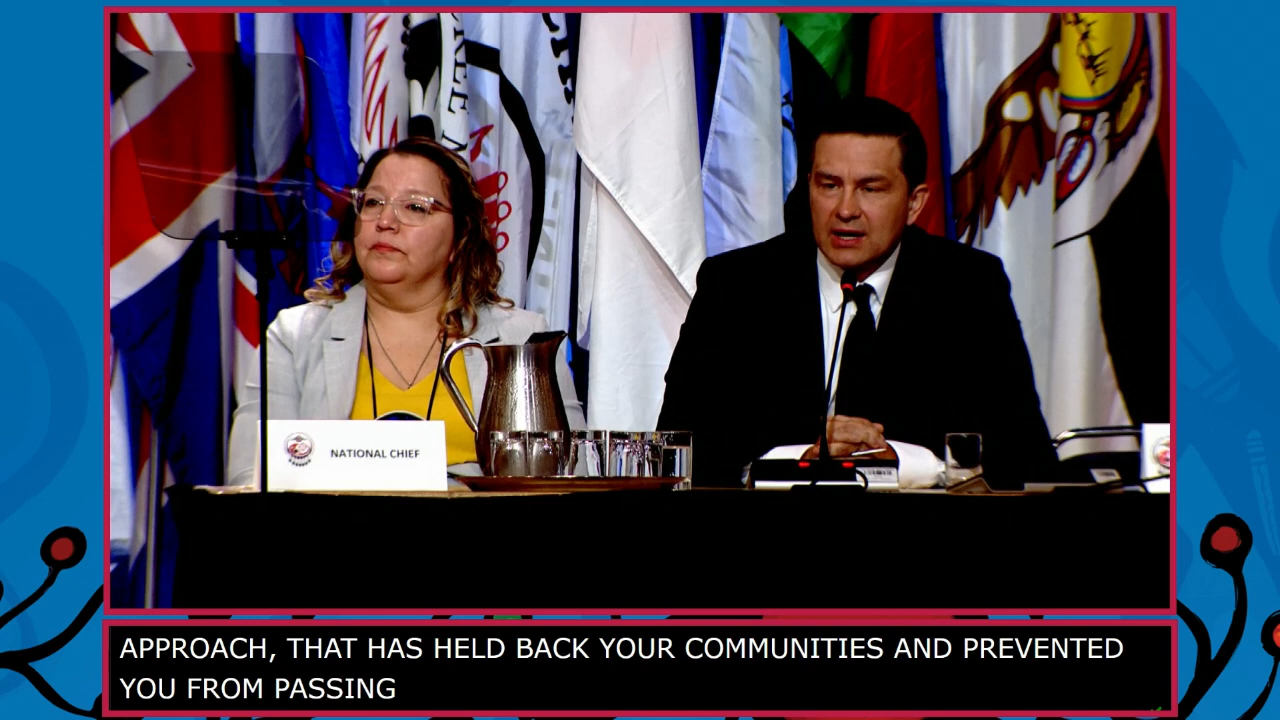 NATIONAL CHIEF
APPROACH, THAT HAS HELD BACK YOUR COMMUNITIES AND PREVENTED
YOU FROM PASSING